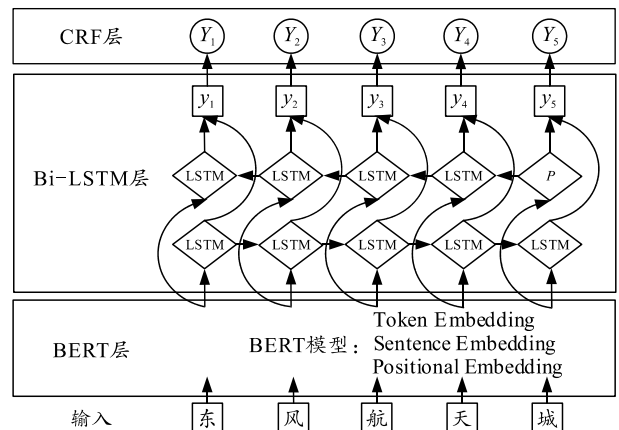 CRF层 Y1 Y2 Y3 Y4 Y5
y1 y2 y3 y4 y5
Bi-LSTM层 LSTM LSTM LSTM LSTM P
LSTM LSTM LSTM LSTM LSTM
Token Embedding
BERT层 BERT模型： Sentence Embedding
Positional Embedding
输入 东 风 航 天 城